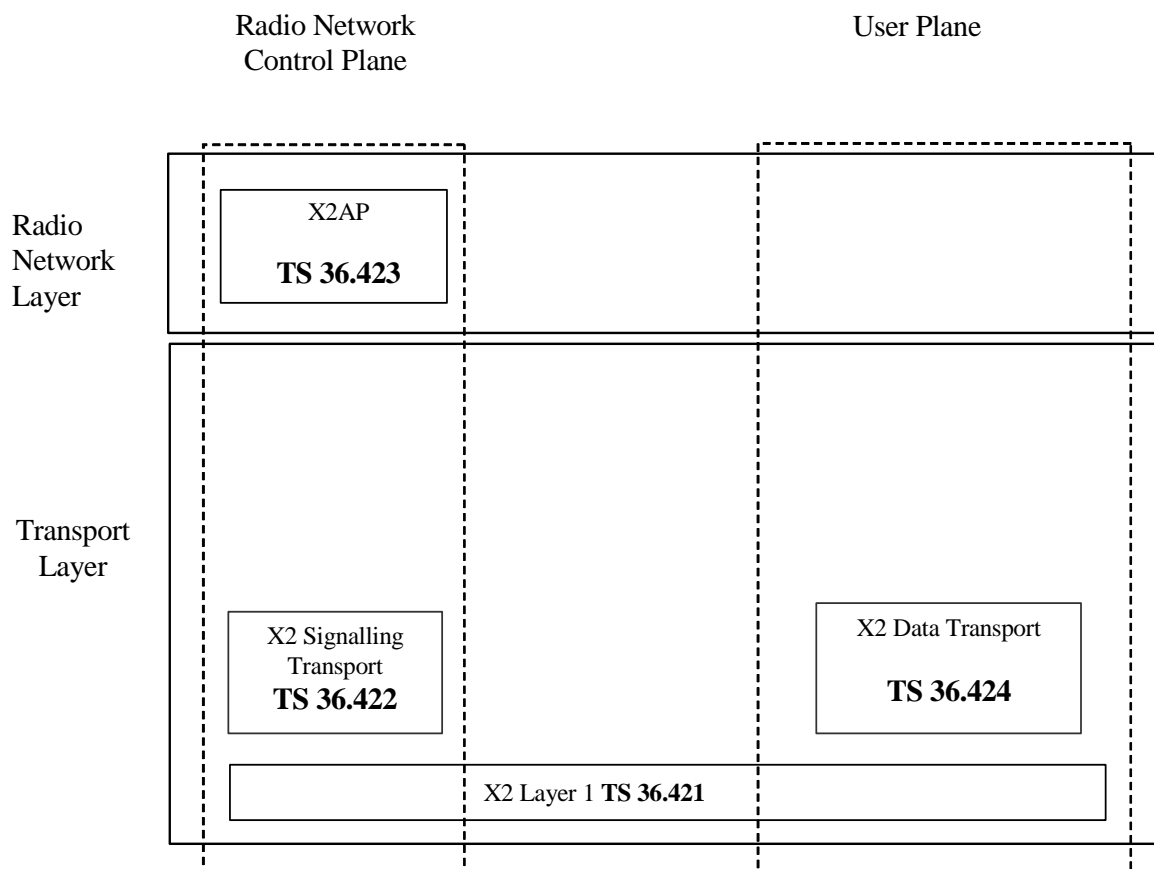 Radio Network
Control Plane
User Plane
Radio
Network
Layer
X2AP
TS 36.423
Transport
Layer
X2 Signalling
Transport
TS 36.422
X2 Data Transport
TS 36.424
X2 Layer 1 TS 36.421